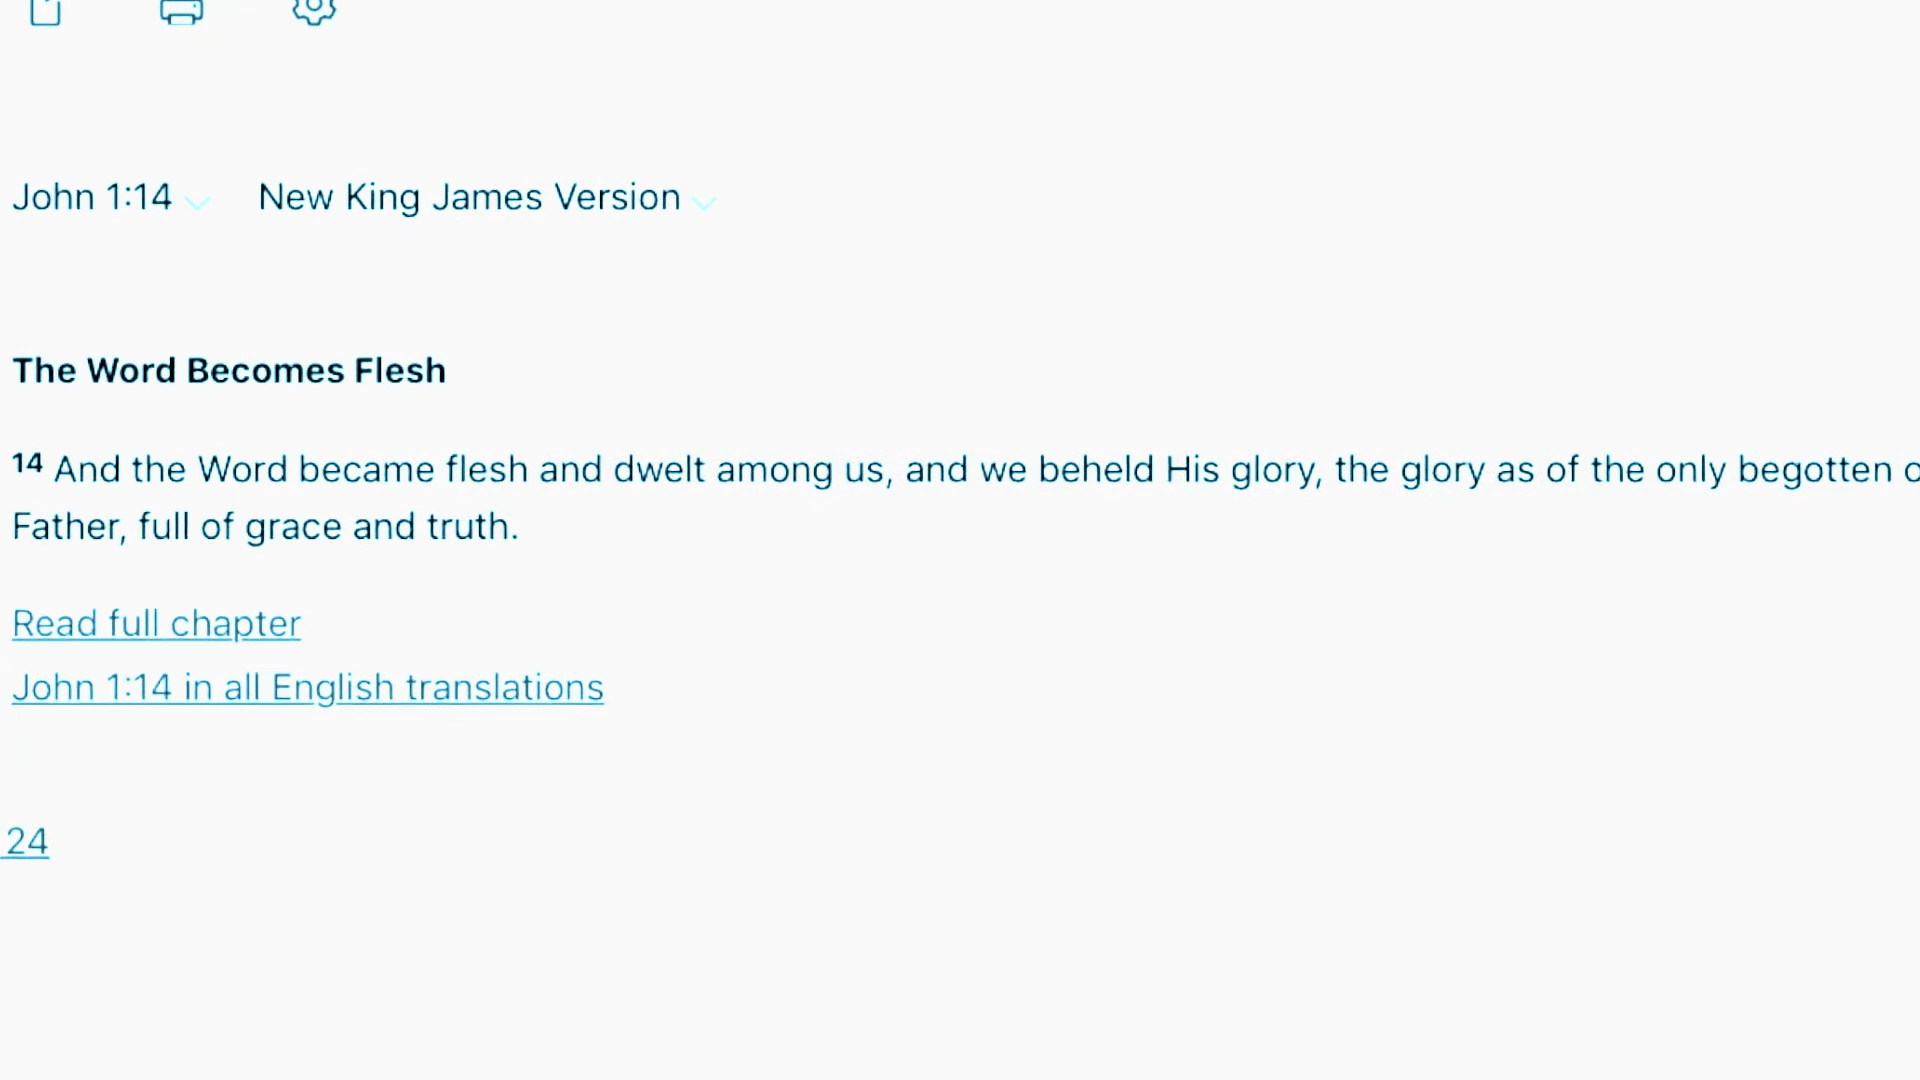 John 1:14 New King James Version
The Word Becomes Flesh
14 And the Word became flesh and dwelt among us, and we beheld His glory, the glory as of the only begotten
Father, full of grace and truth.
Read full chapter
John 1:14 in all English translations
24